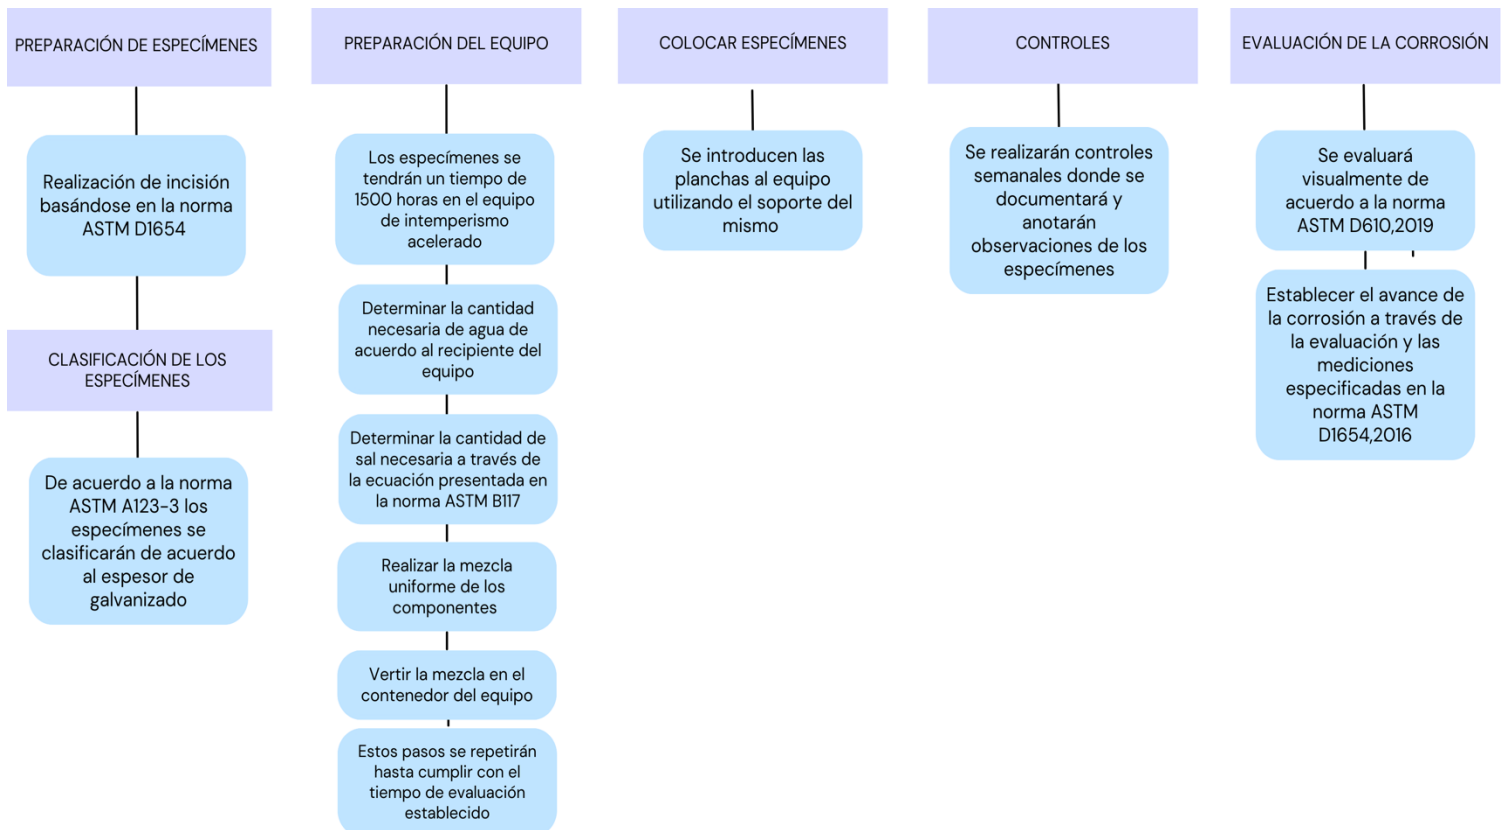 PREPARACIÓN DE ESPECÍMENES
Realización de incisión
basándose en la norma
ASTM D1654
CLASIFICACIÓN DE LOS
ESPECÍMENES
De acuerdo a la norma
ASTM A123-3 los
especímenes se
clasificarán de acuerdo
al espesor de
galvanizado
PREPARACIÓN DEL EQUIPO
Los especímenes se
tendrán un tiempo de
1500 horas en el equipo
de intemperismo
acelerado
Determinar la cantidad
necesaria de agua de
acuerdo al recipiente del
equipo
Determinar la cantidad de
sal necesaria a través de
la ecuación presentada en
la norma ASTM B117
Realizar la mezcla
uniforme de los
componentes
Vertir la mezcla en el
contenedor del equipo
Estos pasos se repetirán
hasta cumplir con el
tiempo de evaluación
establecido
COLOCAR ESPECÍMENES
Se introducen las
planchas al equipo
utilizando el soporte del
mismo
CONTROLES
Se realizarán controles
semanales donde se
documentará y
anotarán
observaciones de los
especímenes
EVALUACIÓN DE LA CORROSIÓN
Se evaluará
visualmente de
acuerdo a la norma
ASTM D610,2019
Establecer el avance de
la corrosión a través de
la evaluación y las
mediciones
especificadas en la
norma ASTM
D1654,2016